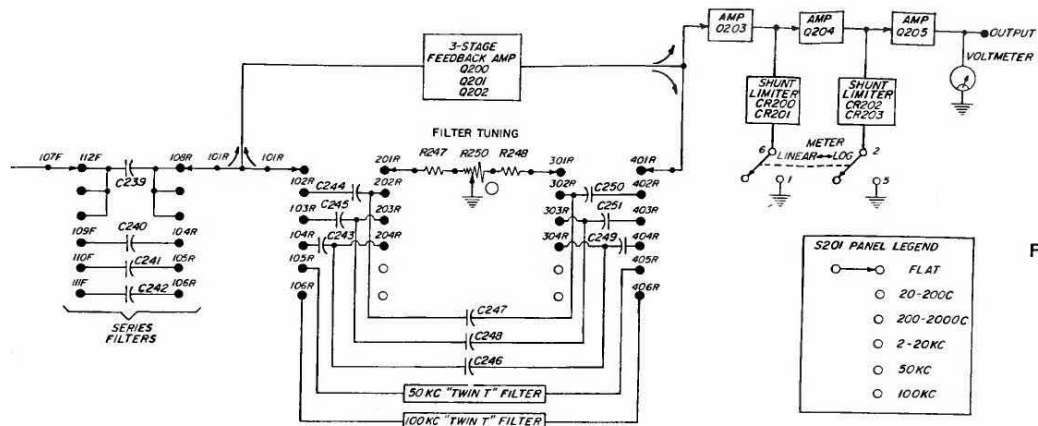 3-STAGE
FEEDBACK AMP
Q200
Q201
Q202
AMP
Q203
AMP
Q204
AMP
Q205
OUTPUT
VOLTMETER
SHUNT
LIMITER
CR200
CR201
SHUNT
LIMITER
CR202
CR203
6
METER
LINEAR LOG
2
1
5
FILTER TUNING
107F
112F
C239
108R
101R
101R
201R
R247
R250
R248
301R
401R
102R
C244
202R
302R
C250
402R
103R
C245
203R
303R
C251
403R
109F
C240
104R
104R
C243
204R
304R
C249
404R
110F
C241
105R
105R
405R
111F
C242
106R
106R
406R
SERIES
FILTERS
C247
C248
C246
50KC "TWIN T" FILTER
100KC "TWIN T" FILTER
S201 PANEL LEGEND
FLAT
20-200C
200-2000C
2-20KC
50KC
100KC
F